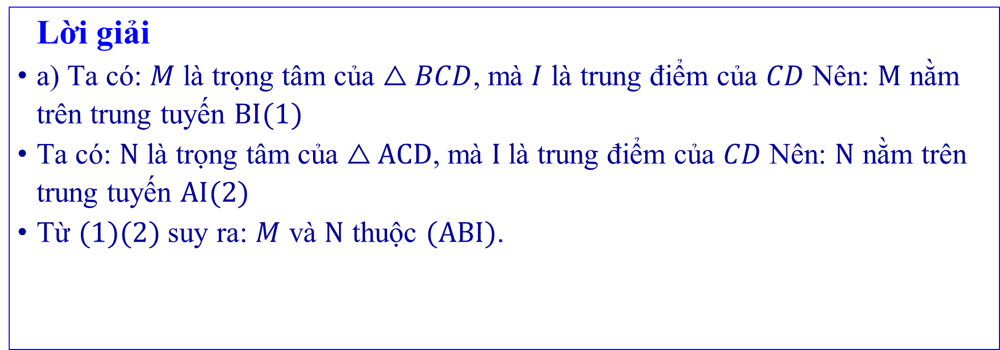 Lời giải
• a) Ta có: 𝑀 là trọng tâm của △ 𝐵𝐶𝐷, mà 𝐼 là trung điểm của 𝐶𝐷 Nên: M nằm
trên trung tuyến BI(1)
• Ta có: N là trọng tâm của △ ACD, mà I là trung điểm của 𝐶𝐷 Nên: N nằm trên
trung tuyến AI(2)
• Từ (1)(2) suy ra: 𝑀 và N thuộc (ABI).